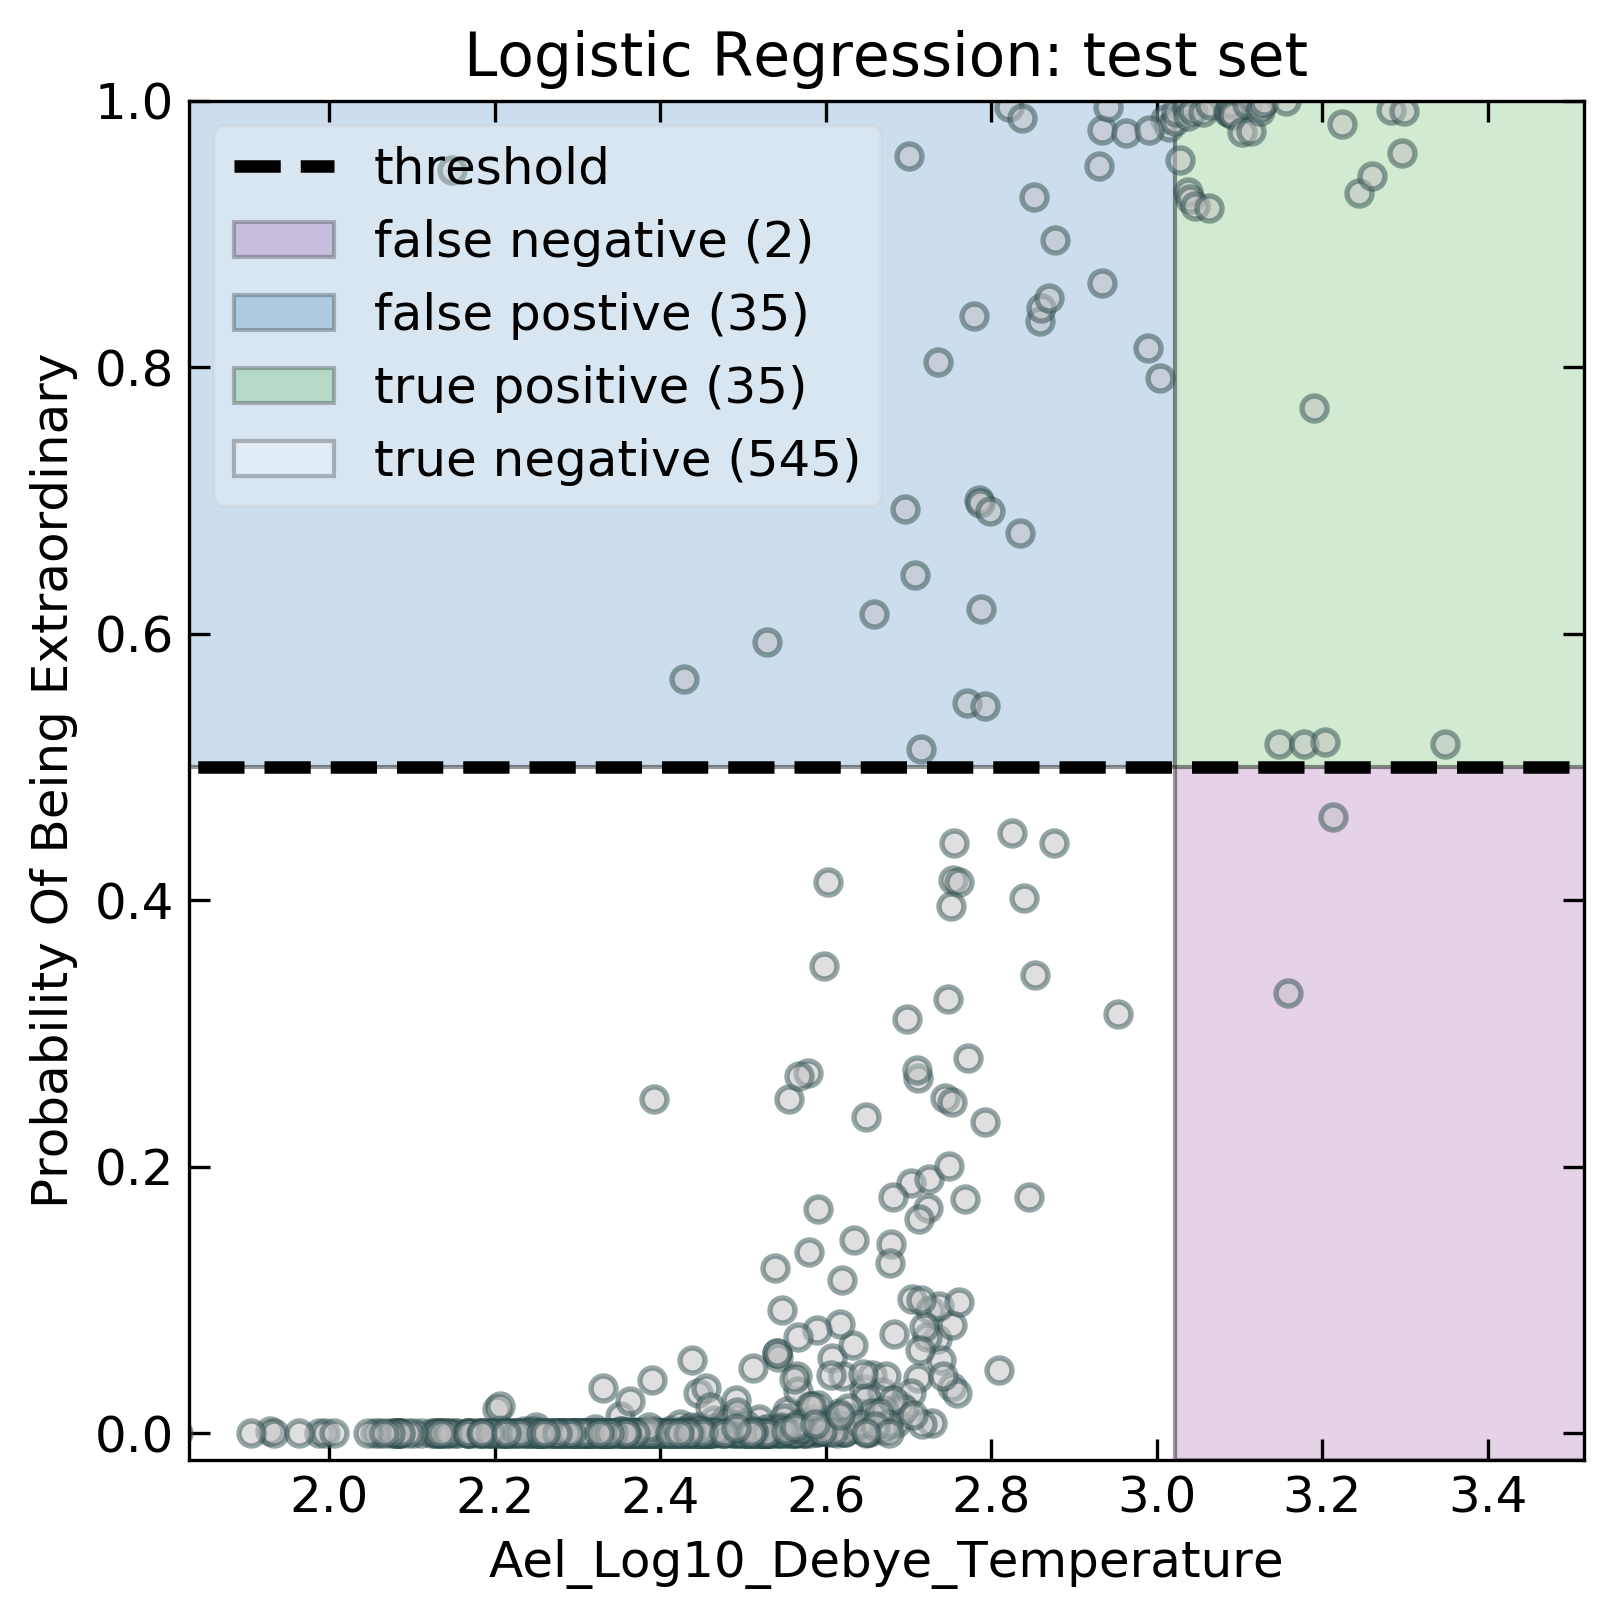 Logistic Regression: test set
1.0
0.8
0.6
0.4
0.2
0.0
Probability Of Being Extraordinary
threshold
false negative (2)
false postive (35)
true positive (35)
true negative (545)
2.0 2.2 2.4 2.6 2.8 3.0 3.2 3.4
Ael_Log10_Debye_Temperature